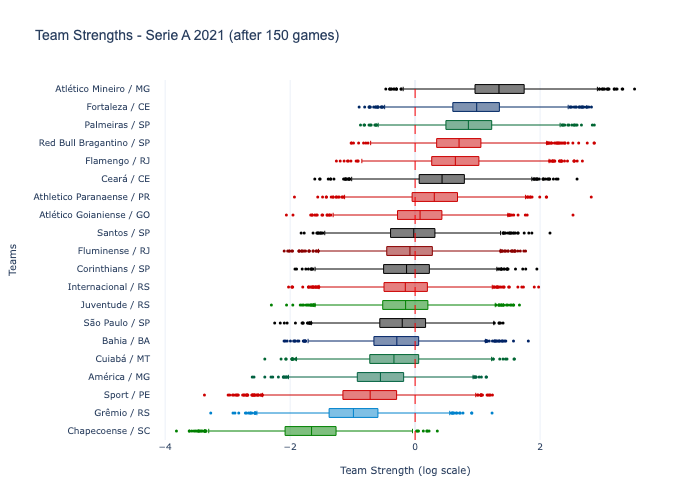 Team Strengths - Serie A 2021 (after 150 games)
Atlético Mineiro / MG
Fortaleza / CE
Palmeiras / SP
Red Bull Bragantino / SP
Flamengo / RJ
Ceará / CE
Athletico Paranaense / PR
Atlético Goianiense / GO
Santos / SP
Fluminense / RJ
Corinthians / SP
Internacional / RS
Juventude / RS
São Paulo / SP
Bahia / BA
Cuiabá / MT
América / MG
Sport / PE
Grêmio / RS
Chapecoense / SC
Teams
−4 −2 0 2
Team Strength (log scale)